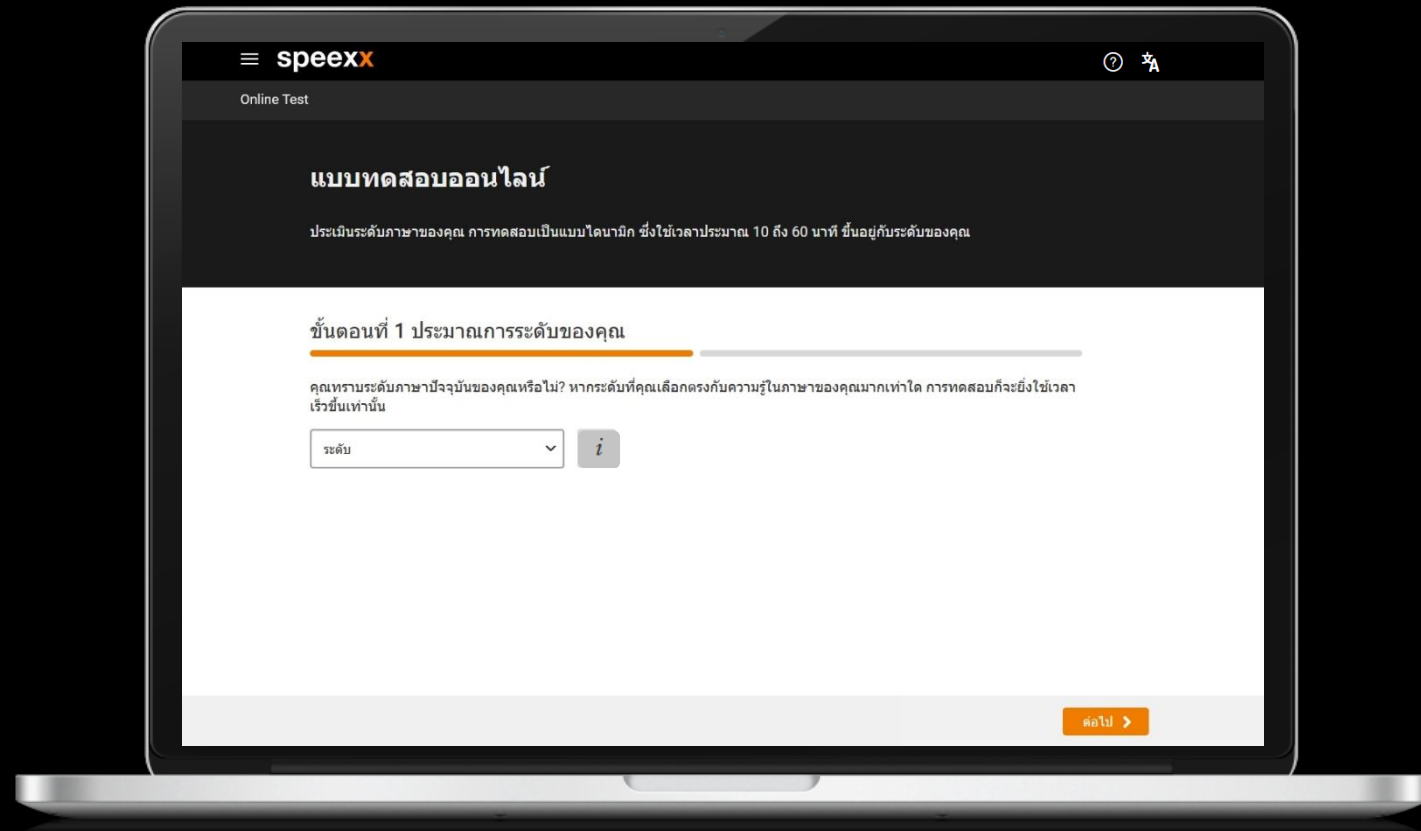 speexx
Online Test
แบบทดสอบออนไลน์
ประเมินระดับภาษาของคุณ การทดสอบเป็นแบบไดนามิก ซึ่งใช้เวลาประมาณ 10 ถึง 60 นาที ขึ้นอยู่กับระดับของคุณ
ขั้นตอนที่ 1 ประมาณการระดับของคุณ
คุณทราบระดับภาษาปัจจุบันของคุณหรือไม่? หากระดับที่คุณเลือกตรงกับความรู้ในภาษาของคุณมากเท่าใด การทดสอบก็จะยิ่งใช้เวลา
เร็วขึ้นเท่านั้น
ระดับ
i
ต่อไป